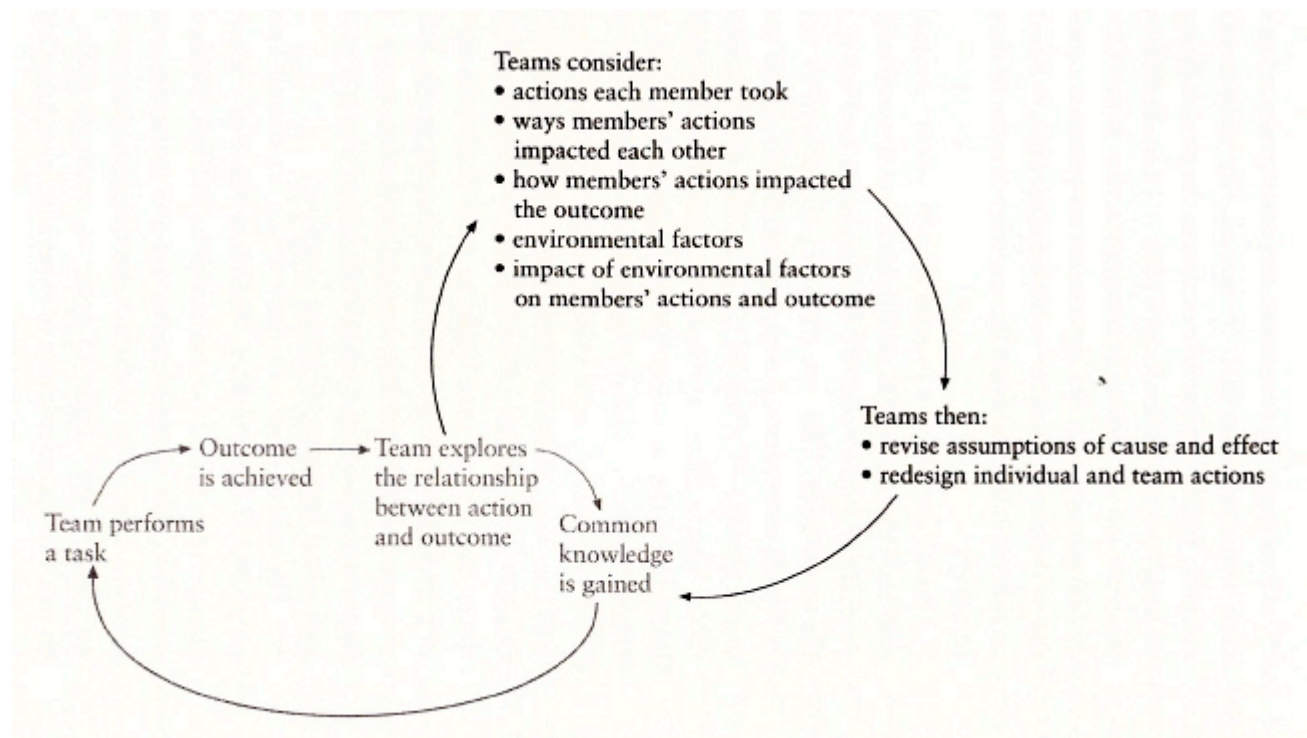 Teams consider:
• actions each member took
• ways members' actions
impacted each other
• how members' actions impacted
the outcome
• environmental factors
• impact of environmental factors
on members' actions and outcome
Teams then:
• revise assumptions of cause and effect
• redesign individual and team actions
Team performs
a task
Outcome
is achieved
Team explores
the relationship
between action
and outcome
Common
knowledge
is gained